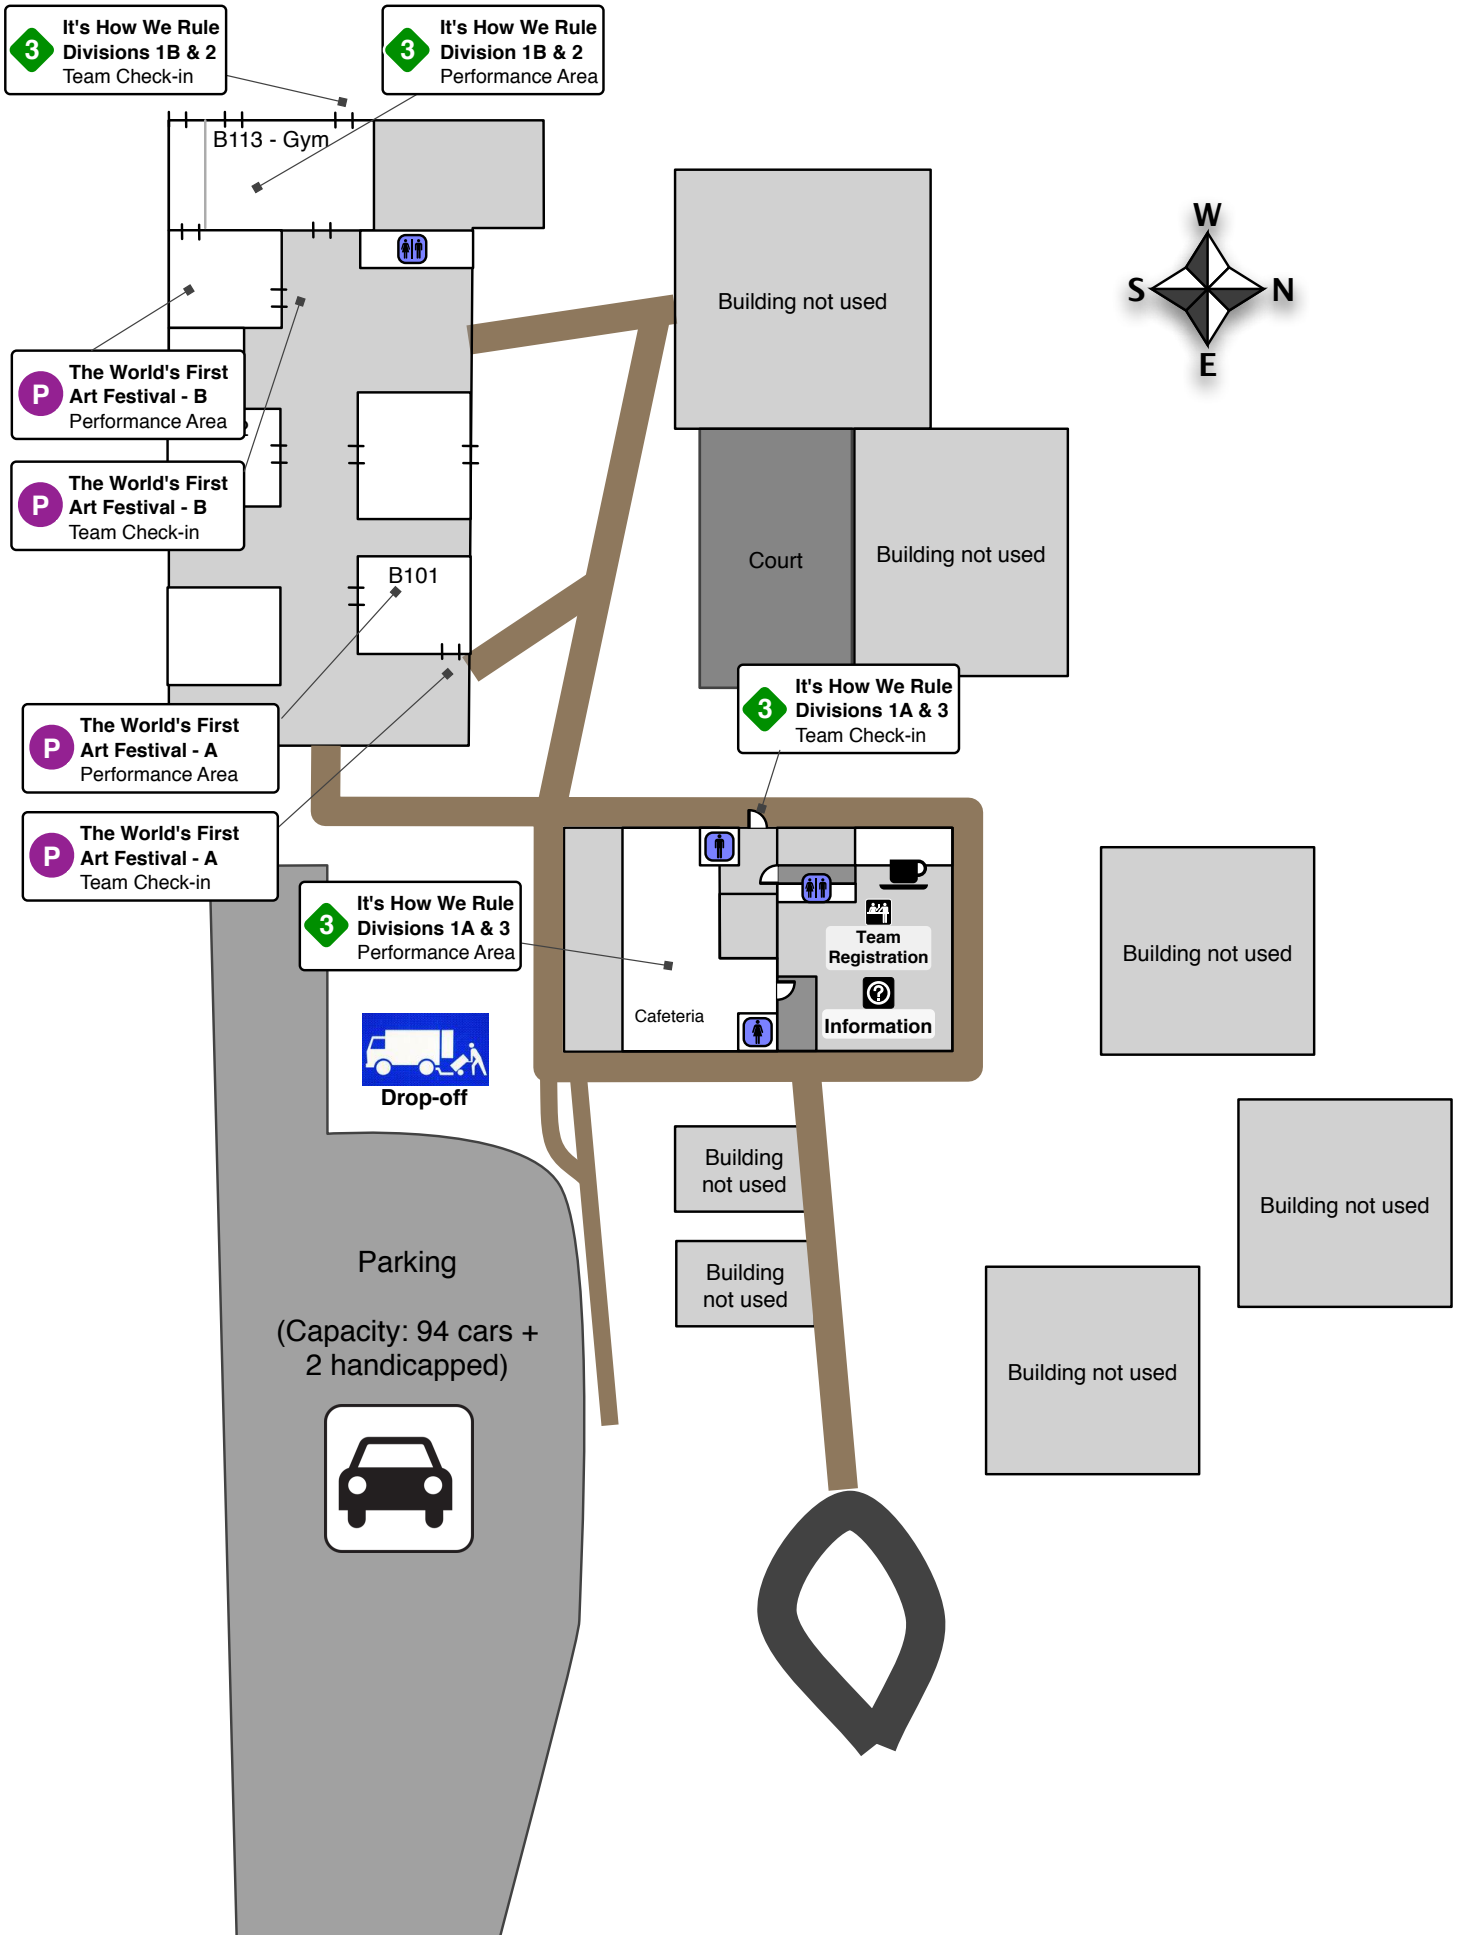 3
It's How We Rule
Divisions 1B & 2
Team Check-in
3
It's How We Rule
Division 1B & 2
Performance Area
B113 - Gym
Building not used
W
S
N
E
P
The World's First
Art Festival - B
Performance Area
P
The World's First
Art Festival - B
Team Check-in
Court
Building not used
B101
3
It's How We Rule
Divisions 1A & 3
Team Check-in
P
The World's First
Art Festival - A
Performance Area
P
The World's First
Art Festival - A
Team Check-in
3
It's How We Rule
Divisions 1A & 3
Performance Area
Team
Registration
?
Information
Cafeteria
Building not used
Drop-off
Building
not used
Building not used
Building
not used
Parking
(Capacity: 94 cars +
2 handicapped)
Building not used